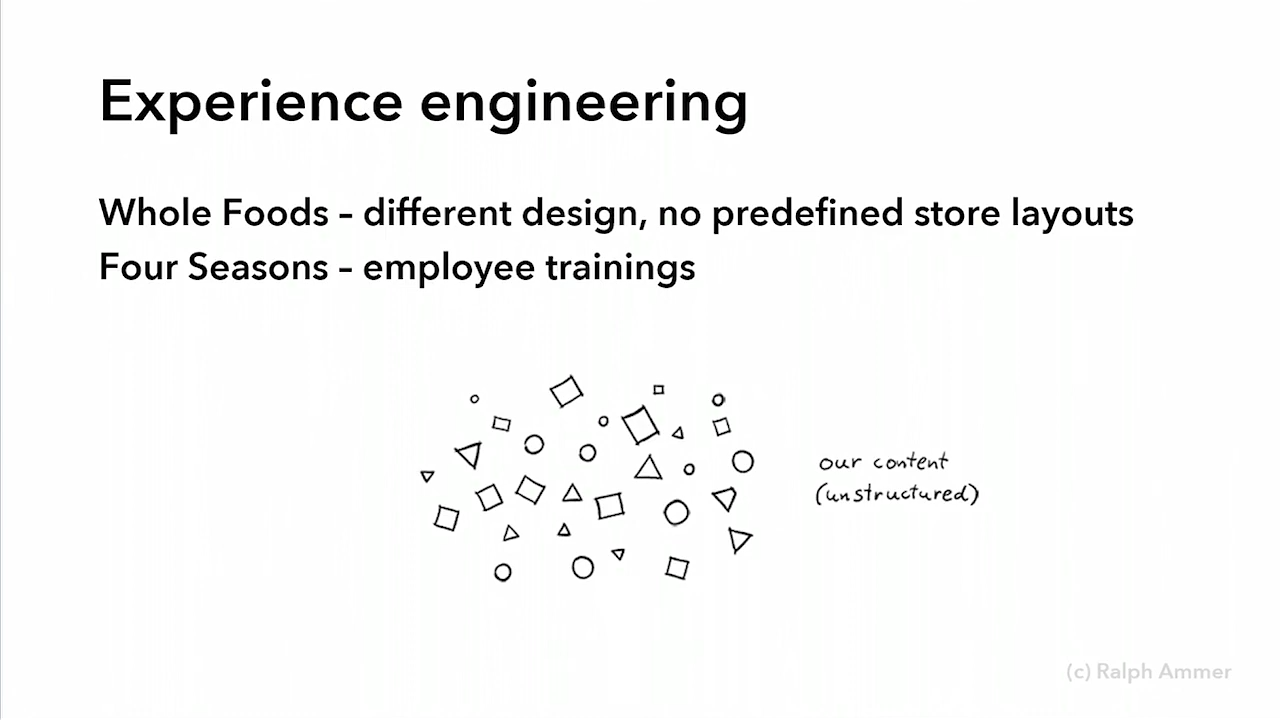 Experience engineering
Whole Foods – different design, no predefined store layouts
Four Seasons – employee trainings
our content
(unstructured)
(c) Ralph Ammer